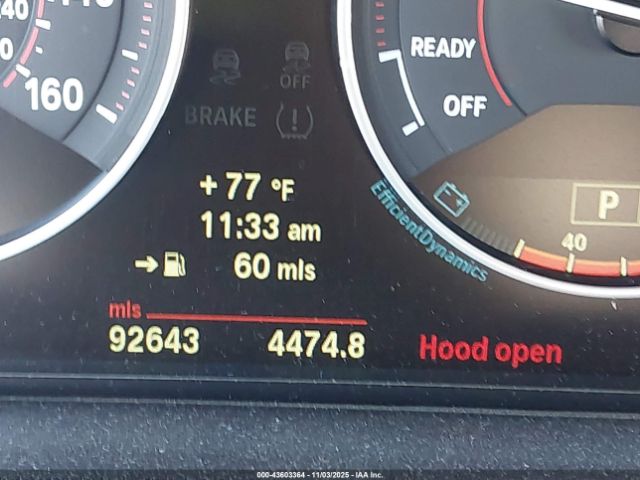 160
OFF
BRAKE
READY
OFF
+77 °F
11:33 am
60 mls
P
40
EfficientDynamics
mls
92643
4474.8
Hood open
000-43603364 - 11/03/2025 - IAA Inc.